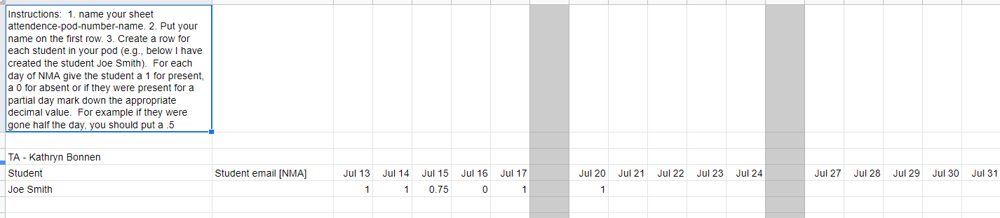 Instructions:  1. name your sheet
attendence-pod-number-name. 2. Put your
name on the first row. 3. Create a row for
each student in your pod (e.g., below I have
created the student Joe Smith).  For each
day of NMA give the student a 1 for present,
a 0 for absent or if they were present for a
partial day mark down the appropriate
decimal value.  For example if they were
gone half the day, you should put a .5
TA - Kathryn Bonnen
Student Student email [NMA] Jul 13 Jul 14 Jul 15 Jul 16 Jul 17 Jul 20 Jul 21 Jul 22 Jul 23 Jul 24 Jul 27 Jul 28 Jul 29 Jul 30 Jul 31
Joe Smith 1 1 0.75 0 1 1